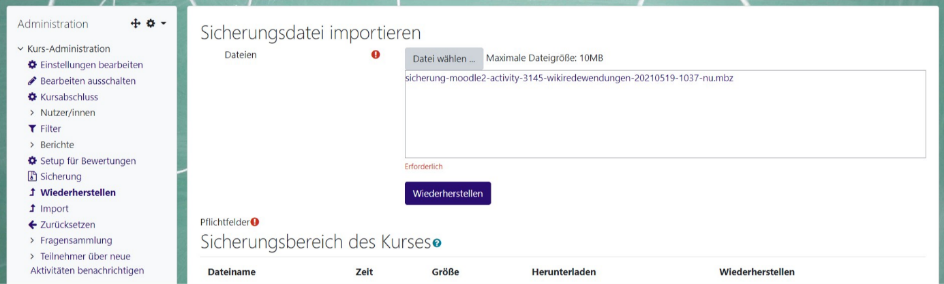 Administration
Kurs-Administration
Einstellungen bearbeiten
Bearbeiten ausschalten
Kursabschluss
Nutzer/innen
Filter
Berichte
Setup für Bewertungen
Sicherung
Wiederherstellen
Import
Zurücksetzen
Fragensammlung
Teilnehmer über neue
Aktivitäten benachrichtigen
Sicherungsdatei importieren
Dateien
Datei wählen ... Maximale Dateigröße: 10MB
sicherung-moodle2-activity-3145-wikiredewendungen-20210519-1037-nu.mbz
Erforderlich
Wiederherstellen
Pflichtfelder
Sicherungsbereich des Kurses
Dateiname Zeit Größe Herunterladen Wiederherstellen